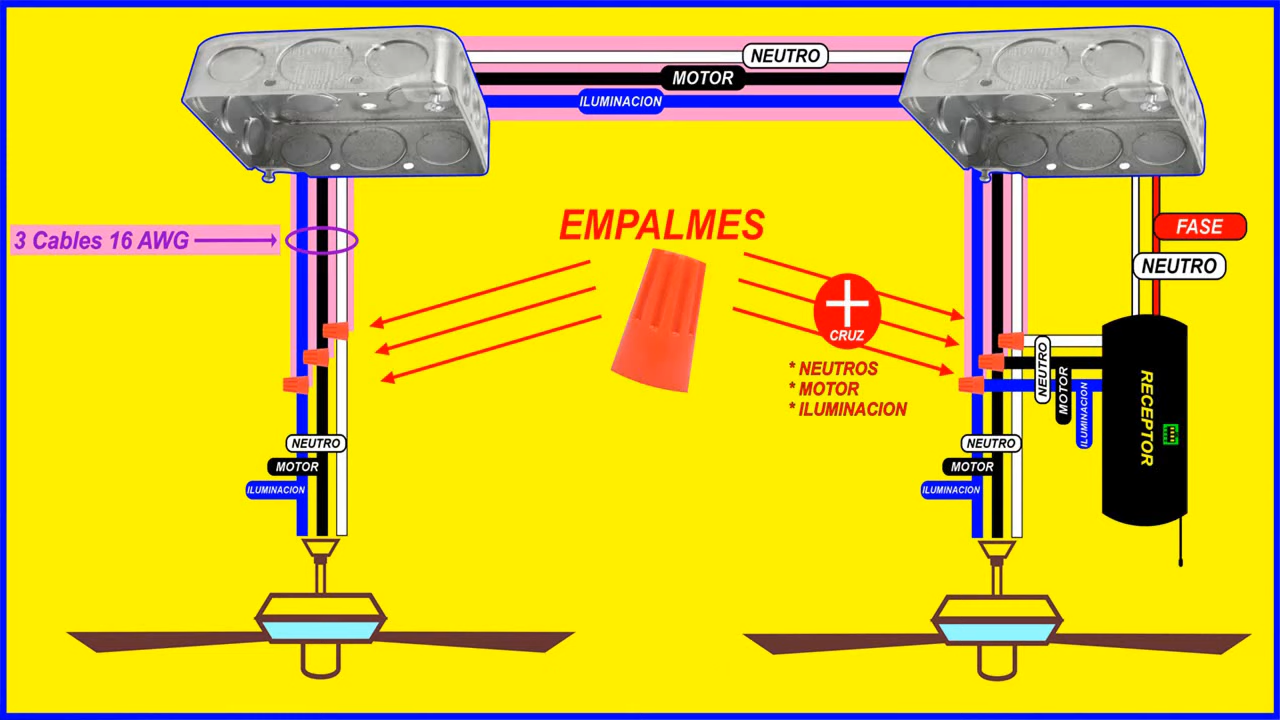 NEUTRO
MOTOR
ILUMINACION
3 Cables 16 AWG
EMPALMES
FASE
NEUTRO
CRUZ
* NEUTROS
* MOTOR
* ILUMINACION
NEUTRO
MOTOR
ILUMINACION
RECEPTOR
NEUTRO
MOTOR
ILUMINACION
NEUTRO
MOTOR
ILUMINACION